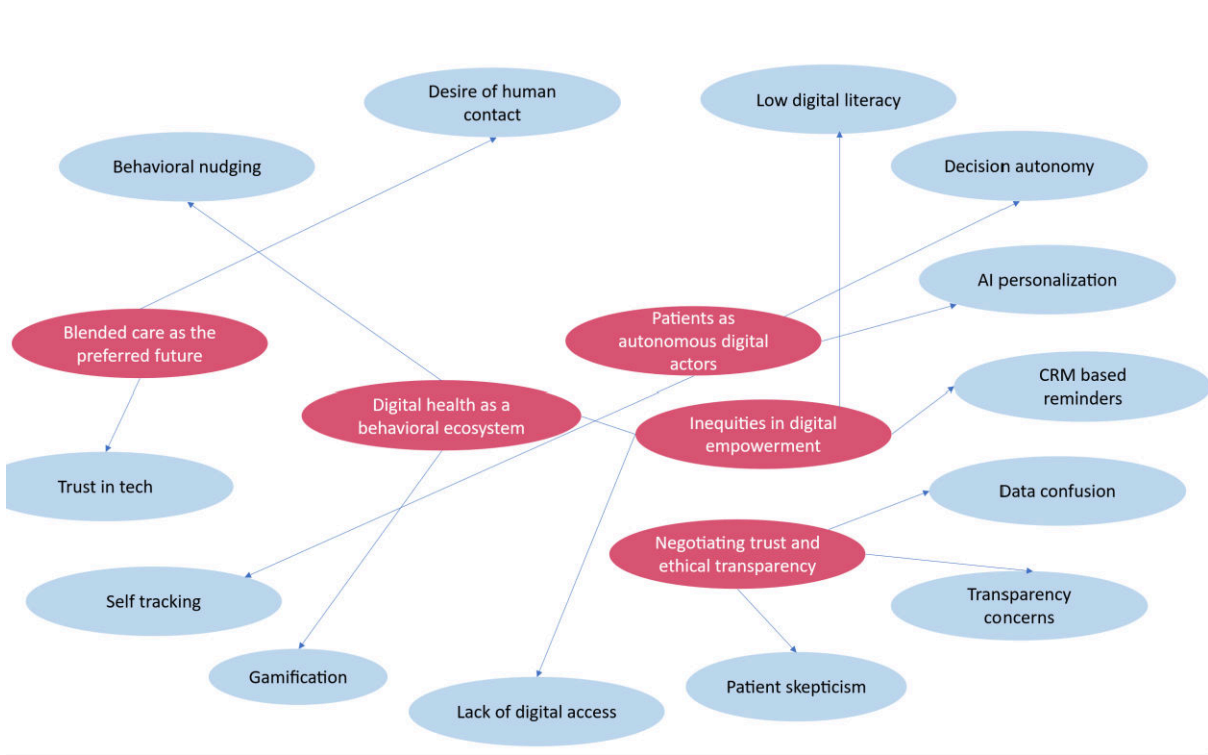 Desire of human
contact
Low digital literacy
Behavioral nudging
Decision autonomy
AI personalization
Blended care as the
preferred future
Patients as
autonomous digital
actors
CRM based
reminders
Digital health as a
behavioral ecosystem
Inequities in digital
empowerment
Trust in tech
Data confusion
Negotiating trust and
ethical transparency
Self tracking
Transparency
concerns
Gamification
Patient skepticism
Lack of digital access